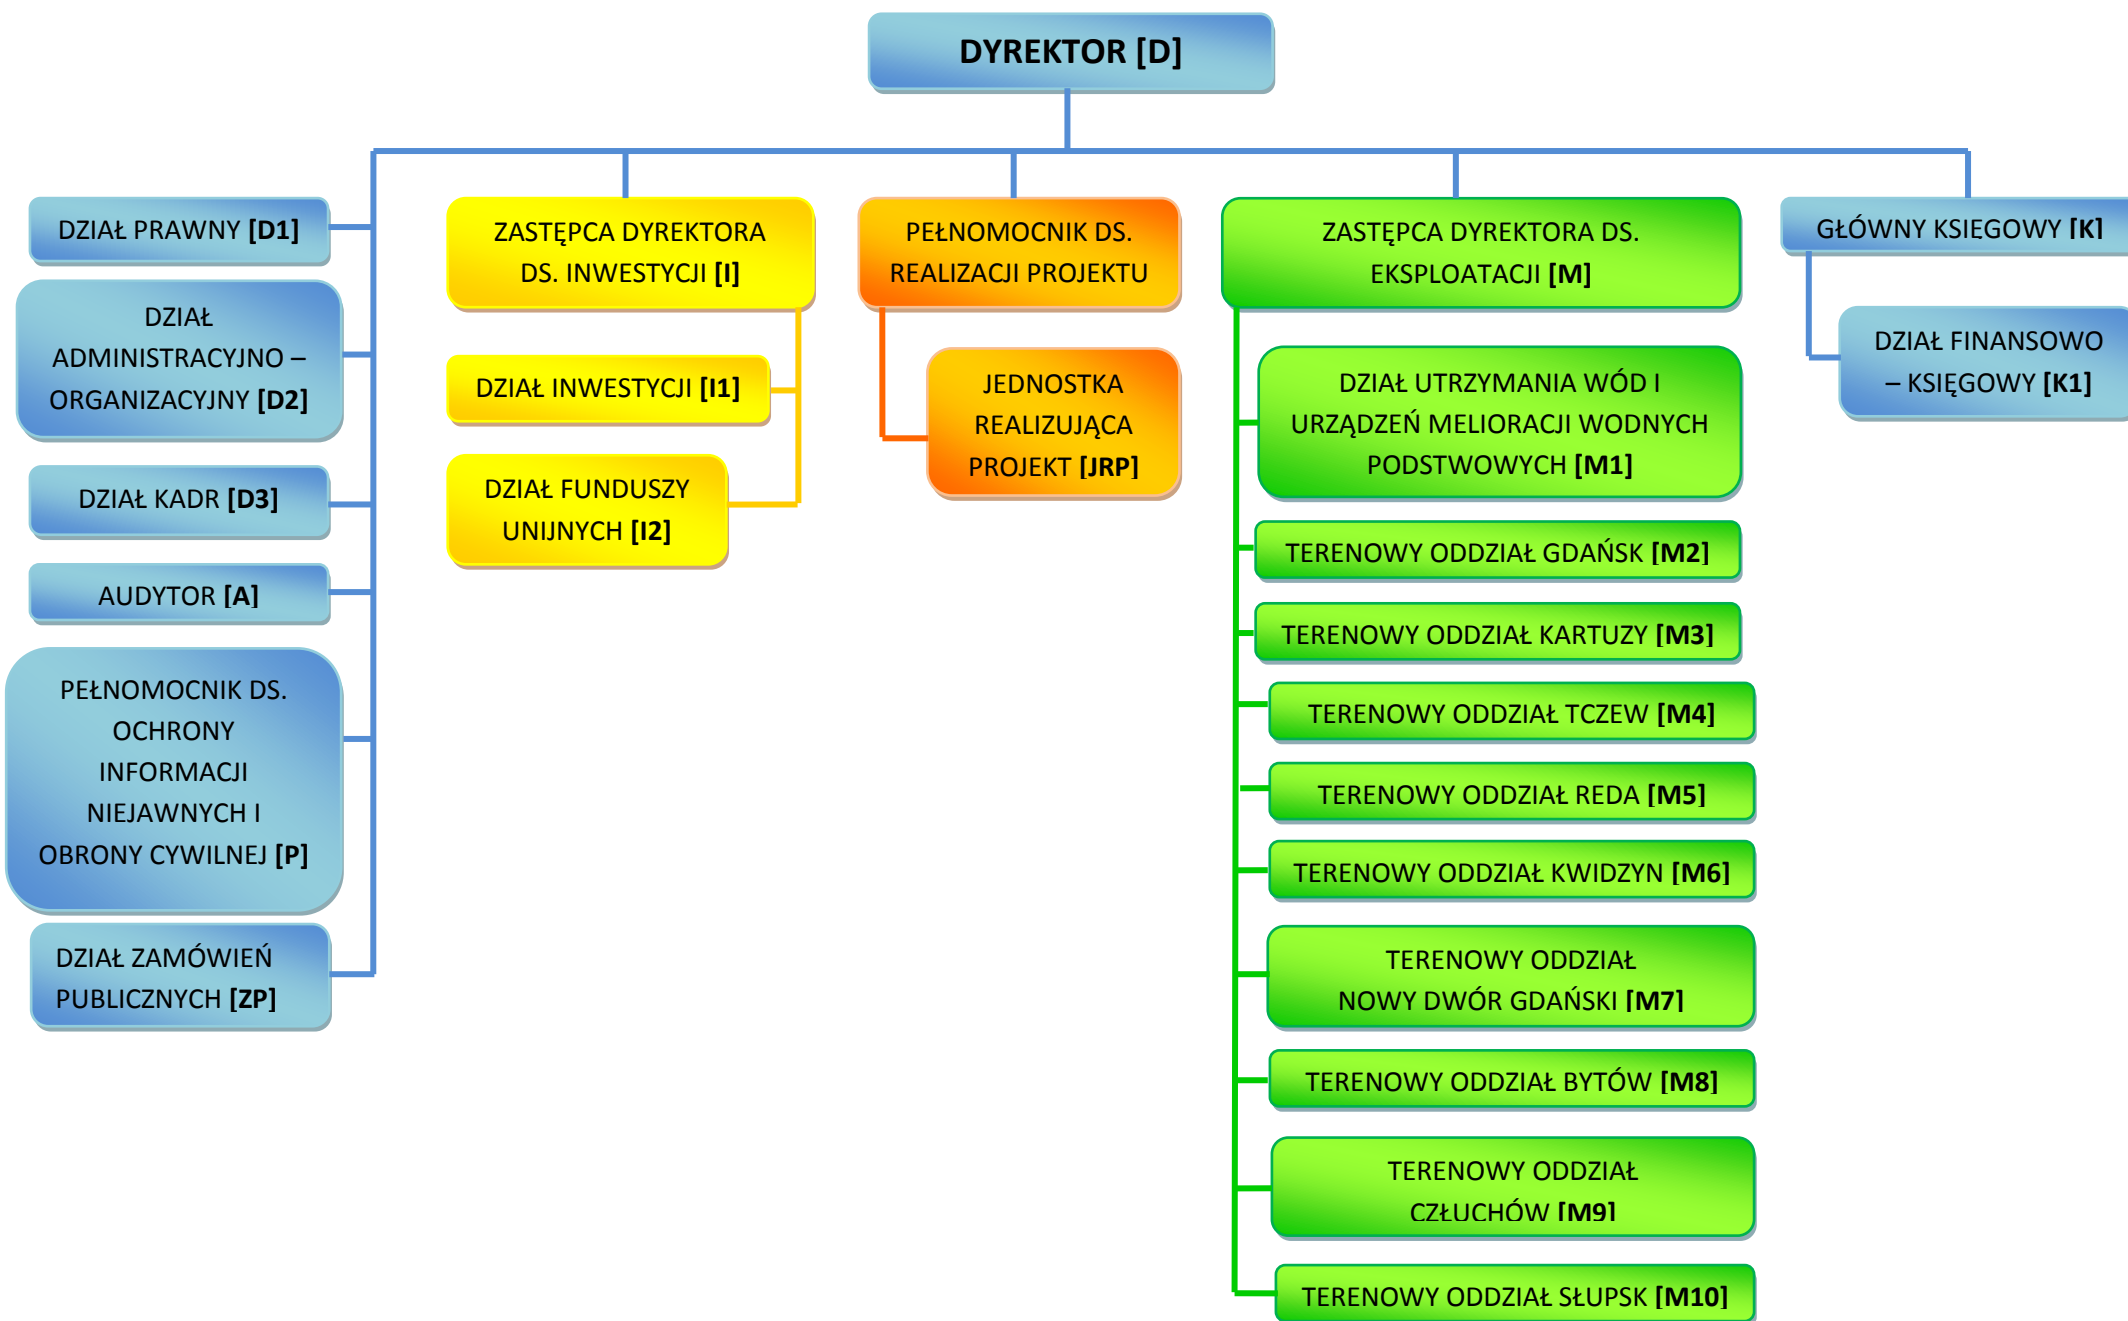 DYREKTOR [D]
DZIAŁ PRAWNY [D1]
DZIAŁ
ADMINISTRACYJNO –
ORGANIZACYJNY [D2]
DZIAŁ KADR [D3]
AUDYTOR [A]
PEŁNOMOCNIK DS.
OCHRONY
INFORMACJI
NIEJAWNYCH I
OBRONY CYWILNEJ [P]
DZIAŁ ZAMÓWIEŃ
PUBLICZNYCH [ZP]
ZASTĘPCA DYREKTORA
DS. INWESTYCJI [I]
DZIAŁ INWESTYCJI [I1]
DZIAŁ FUNDUSZY
UNIJNYCH [I2]
PEŁNOMOCNIK DS.
REALIZACJI PROJEKTU
JEDNOSTKA
REALIZUJĄCA
PROJEKT [JRP]
ZASTĘPCA DYREKTORA DS.
EKSPLOATACJI [M]
DZIAŁ UTRZYMANIA WÓD I
URZĄDZEŃ MELIORACJI WODNYCH
PODSTWOWYCH [M1]
TERENOWY ODDZIAŁ GDAŃSK [M2]
TERENOWY ODDZIAŁ KARTUZY [M3]
TERENOWY ODDZIAŁ TCZEW [M4]
TERENOWY ODDZIAŁ REDA [M5]
TERENOWY ODDZIAŁ KWIDZYN [M6]
TERENOWY ODDZIAŁ
NOWY DWÓR GDAŃSKI [M7]
TERENOWY ODDZIAŁ BYTÓW [M8]
TERENOWY ODDZIAŁ
CZŁUCHÓW [M9]
TERENOWY ODDZIAŁ SŁUPSK [M10]
GŁÓWNY KSIĘGOWY [K]
DZIAŁ FINANSOWO
– KSIĘGOWY [K1]